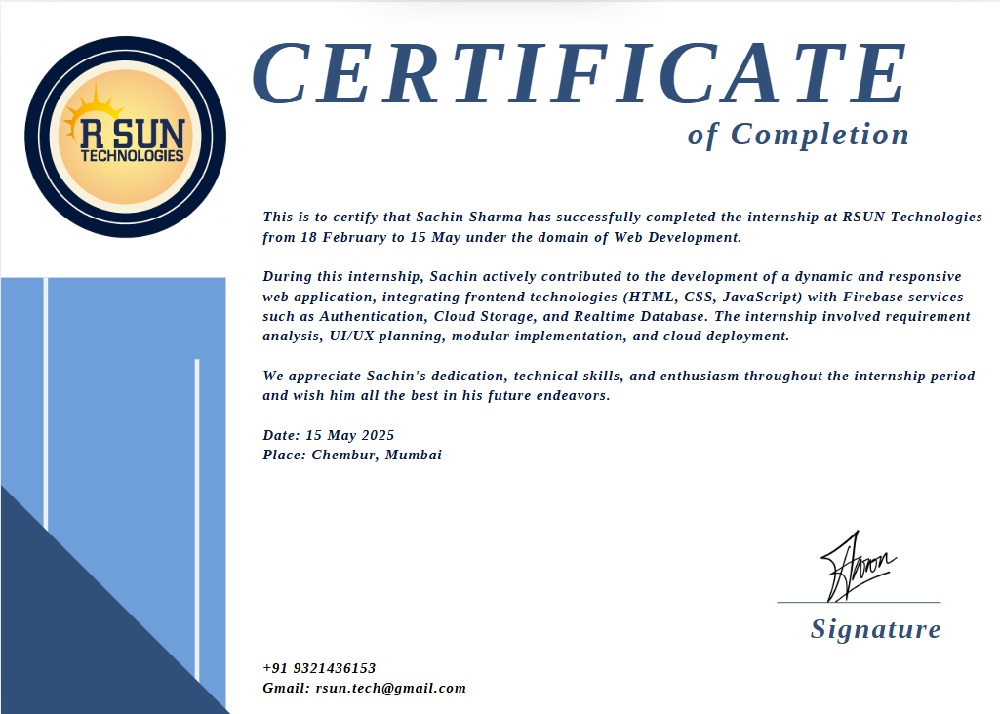 R SUN
TECHNOLOGIES
CERTIFICATE
of Completion
This is to certify that Sachin Sharma has successfully completed the internship at RSUN Technologies
from 18 February to 15 May under the domain of Web Development.
During this internship, Sachin actively contributed to the development of a dynamic and responsive
web application, integrating frontend technologies (HTML, CSS, JavaScript) with Firebase services
such as Authentication, Cloud Storage, and Realtime Database. The internship involved requirement
analysis, UI/UX planning, modular implementation, and cloud deployment.
We appreciate Sachin's dedication, technical skills, and enthusiasm throughout the internship period
and wish him all the best in his future endeavors.
Date: 15 May 2025
Place: Chembur, Mumbai
Signature
+91 9321436153
Gmail: rsun.tech@gmail.com